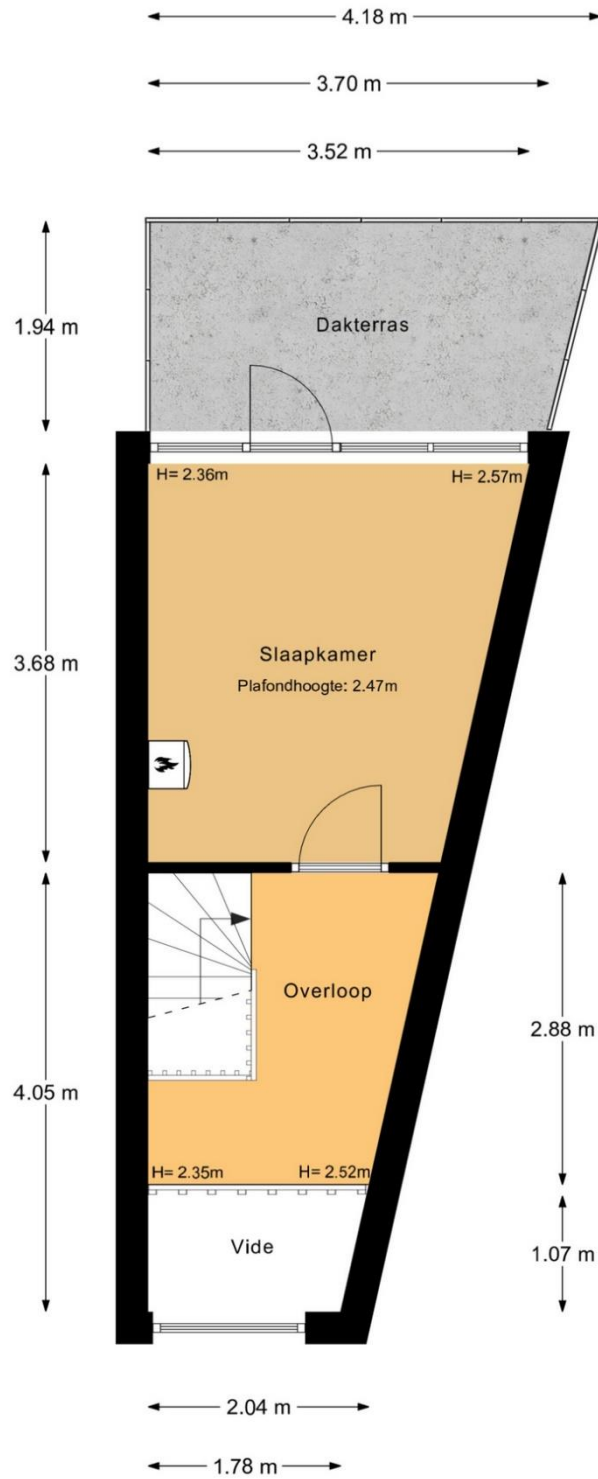 4.18 m
3.70 m
3.52 m
1.94 m
Dakterras
H= 2.36m
H= 2.57m
3.68 m
Slaapkamer
Plafondhoogte: 2.47m
Overloop
2.88 m
4.05 m
H= 2.35m
H= 2.52m
Vide
1.07 m
2.04 m
1.78 m